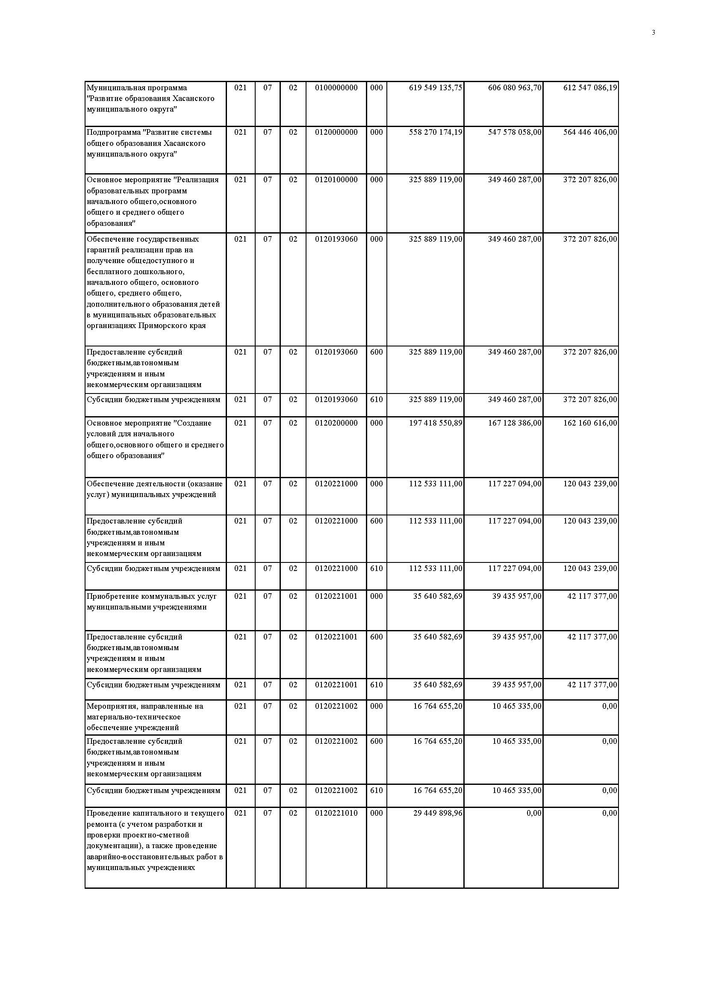 3
Муниципальная программа 021 07 02 0100000000 000 619 549 135,75 606 080 963,70 612 547 086,19
"Развитие образования Хасанского
муниципального округа"
Подпрограмма "Развитие системы 021 07 02 0120000000 000 558 270 174,19 547 578 058,00 564 446 406,00
общего образования Хасанского
муниципального округа"
Основное мероприятие "Реализация 021 07 02 0120100000 000 325 889 119,00 349 460 287,00 372 207 826,00
образовательных программ
начального общего,основного
общего и среднего общего
образования"
Обеспечение государственных 021 07 02 0120193060 000 325 889 119,00 349 460 287,00 372 207 826,00
гарантий реализации прав на
получение общедоступного и
бесплатного дошкольного,
начального общего, основного
общего, среднего общего,
дополнительного образования детей
в муниципальных образовательных
организациях Приморского края
Предоставление субсидий 021 07 02 0120193060 600 325 889 119,00 349 460 287,00 372 207 826,00
бюджетным,автономным
учреждениям и иным
некоммерческим организациям
Субсидии бюджетным учреждениям 021 07 02 0120193060 610 325 889 119,00 349 460 287,00 372 207 826,00
Основное мероприятие "Создание 021 07 02 0120200000 000 197 418 550,89 167 128 386,00 162 160 616,00
условий для начального
общего,основного общего и среднего
общего образования"
Обеспечение деятельности (оказание 021 07 02 0120221000 000 112 533 111,00 117 227 094,00 120 043 239,00
услуг) муниципальных учреждений
Предоставление субсидий 021 07 02 0120221000 600 112 533 111,00 117 227 094,00 120 043 239,00
бюджетным,автономным
учреждениям и иным
некоммерческим организациям
Субсидии бюджетным учреждениям 021 07 02 0120221000 610 112 533 111,00 117 227 094,00 120 043 239,00
Приобретение коммунальных услуг 021 07 02 0120221001 000 35 640 582,69 39 435 957,00 42 117 377,00
муниципальными учреждениями
Предоставление субсидий 021 07 02 0120221001 600 35 640 582,69 39 435 957,00 42 117 377,00
бюджетным,автономным
учреждениям и иным
некоммерческим организациям
Субсидии бюджетным учреждениям 021 07 02 0120221001 610 35 640 582,69 39 435 957,00 42 117 377,00
Мероприятия, направленные на 021 07 02 0120221002 000 16 764 655,20 10 465 335,00 0,00
материально-техническое
обеспечение учреждений
Предоставление субсидий 021 07 02 0120221002 600 16 764 655,20 10 465 335,00 0,00
бюджетным,автономным
учреждениям и иным
некоммерческим организациям
Субсидии бюджетным учреждениям 021 07 02 0120221002 610 16 764 655,20 10 465 335,00 0,00
Проведение капитального и текущего 021 07 02 0120221010 000 29 449 898,96 0,00 0,00
ремонта (с учетом разработки и
проверки проектно-сметной
документации), а также проведение
аварийно-восстановительных работ в
муниципальных учреждениях